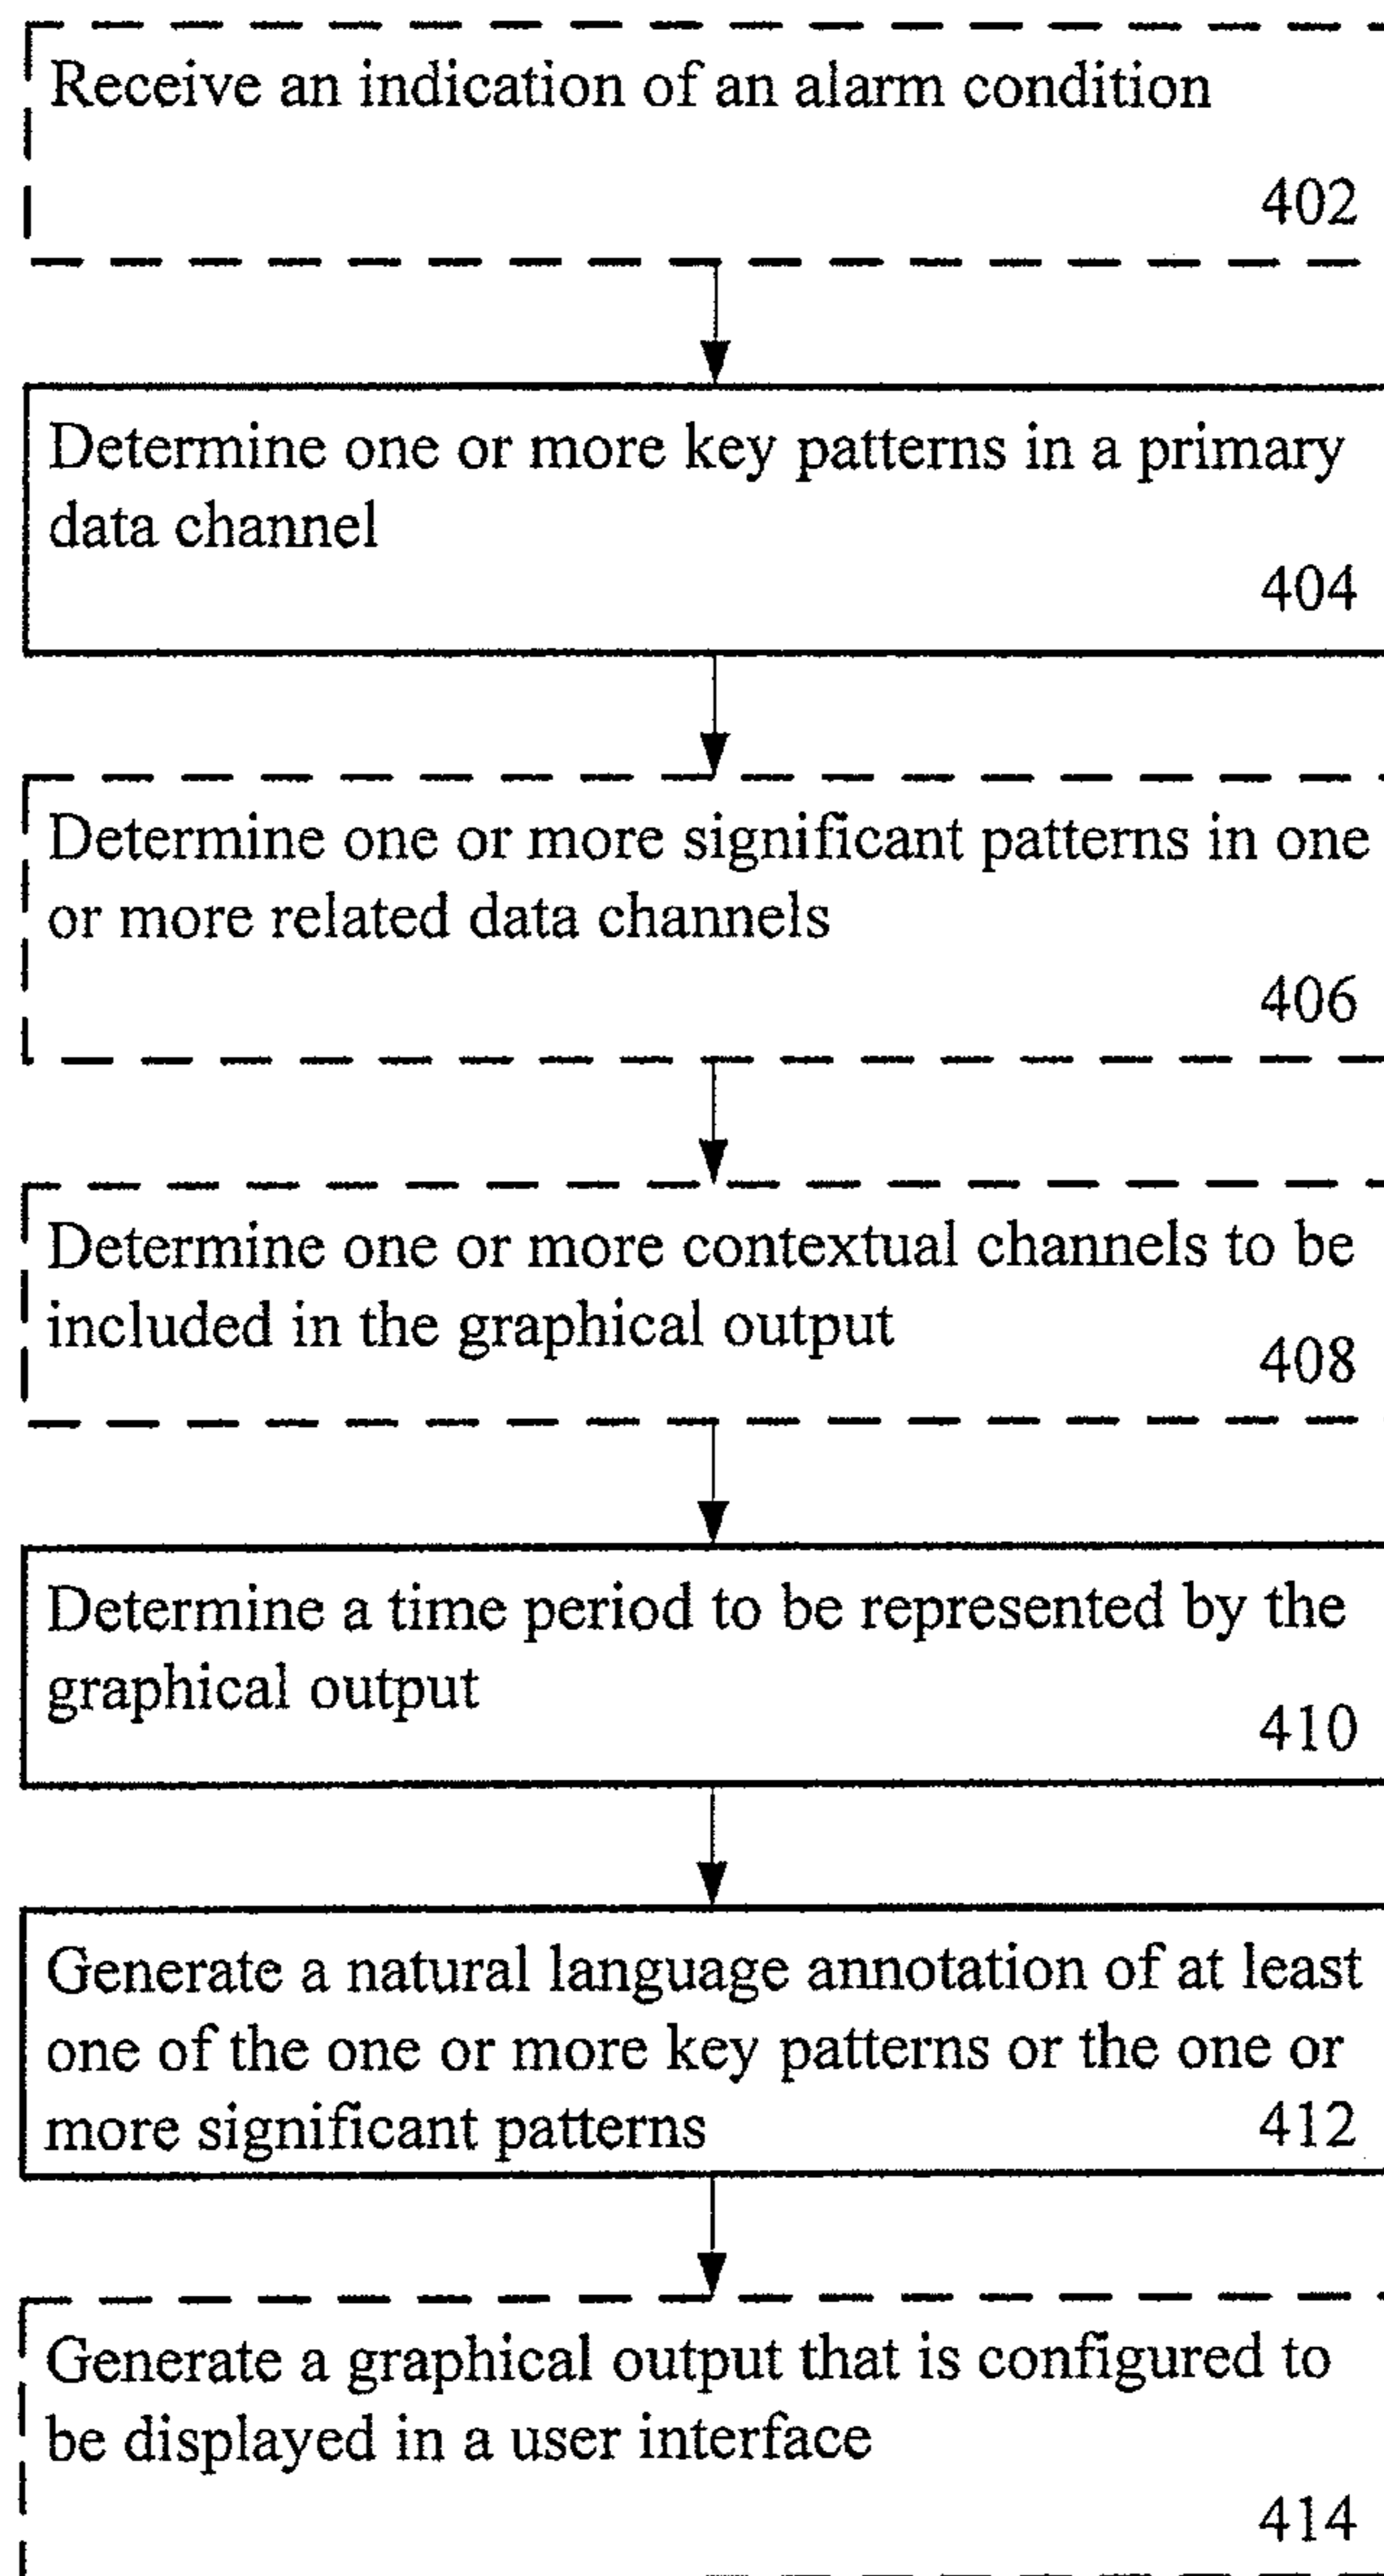 Receive an indication of an alarm condition
402
Determine one or more key patterns in a primary
data channel
404
Determine one or more significant patterns in one
or more related data channels
406
Determine one or more contextual channels to be
included in the graphical output
408
Determine a time period to be represented by the
graphical output
410
Generate a natural language annotation of at least
one of the one or more key patterns or the one or
more significant patterns
412
Generate a graphical output that is configured to
be displayed in a user interface
414